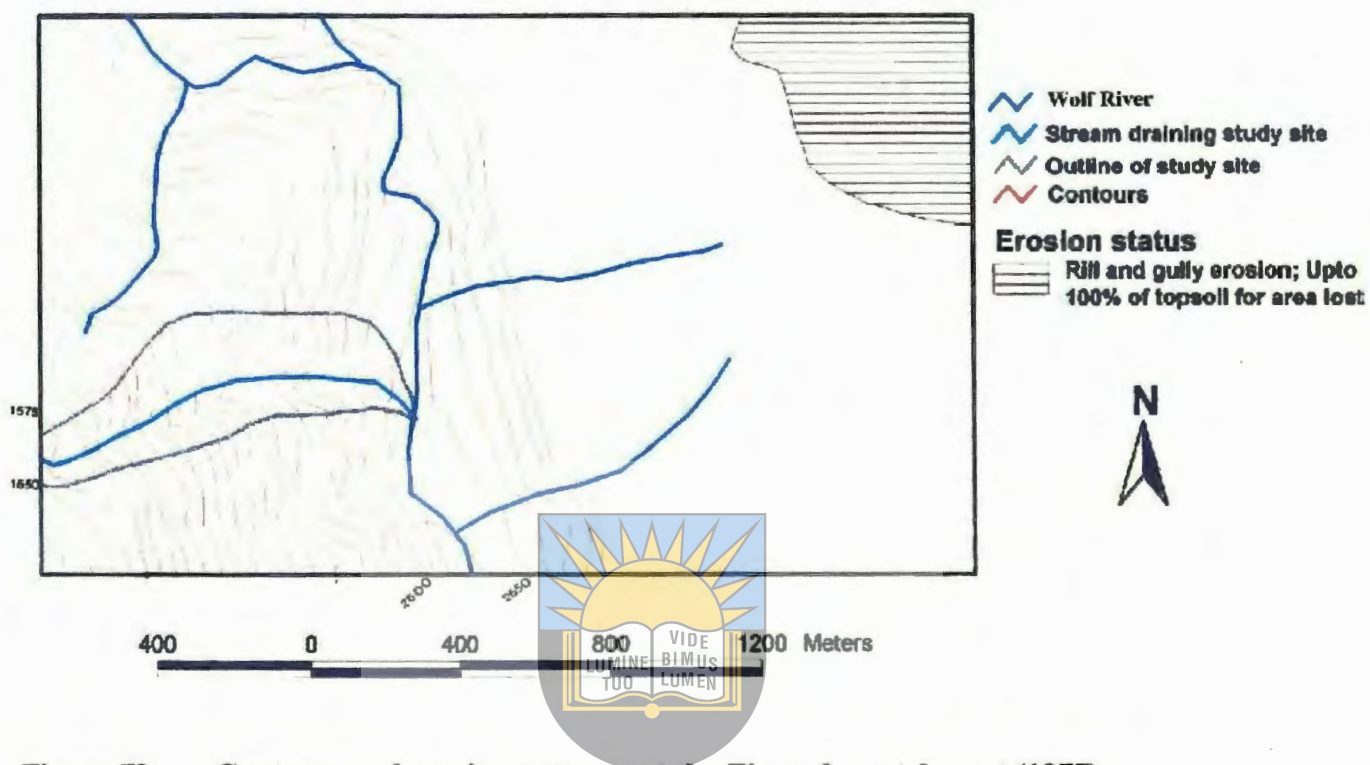 Wolf River
Stream draining study site
Outline of study site
Contours
Erosion status
Rill and gully erosion; Upto
100% of topsoil for area lost
N
1575
1550
2600
2650
400 0 400 800 1200 Meters
VIDE
LUMINE BIMUS
TUO LUMEN